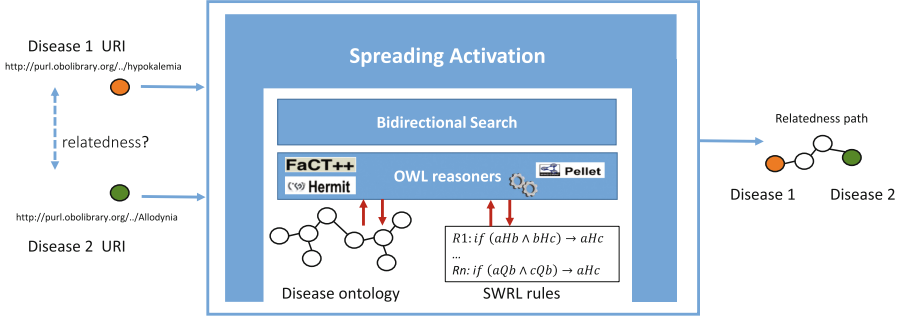 Disease 1 URI
http://purl.obolibrary.org/../hypokalemia
relatedness?
http://purl.obolibrary.org/../Allodynia
Disease 2 URI
Spreading Activation
Bidirectional Search
FaCT++
Hermit
OWL reasoners
Pellet
Disease ontology
R1: if (aHb ∧ bHc) → aHc
...
Rn: if (aQb ∧ cQb) → aHc
SWRL rules
Relatedness path
Disease 1
Disease 2